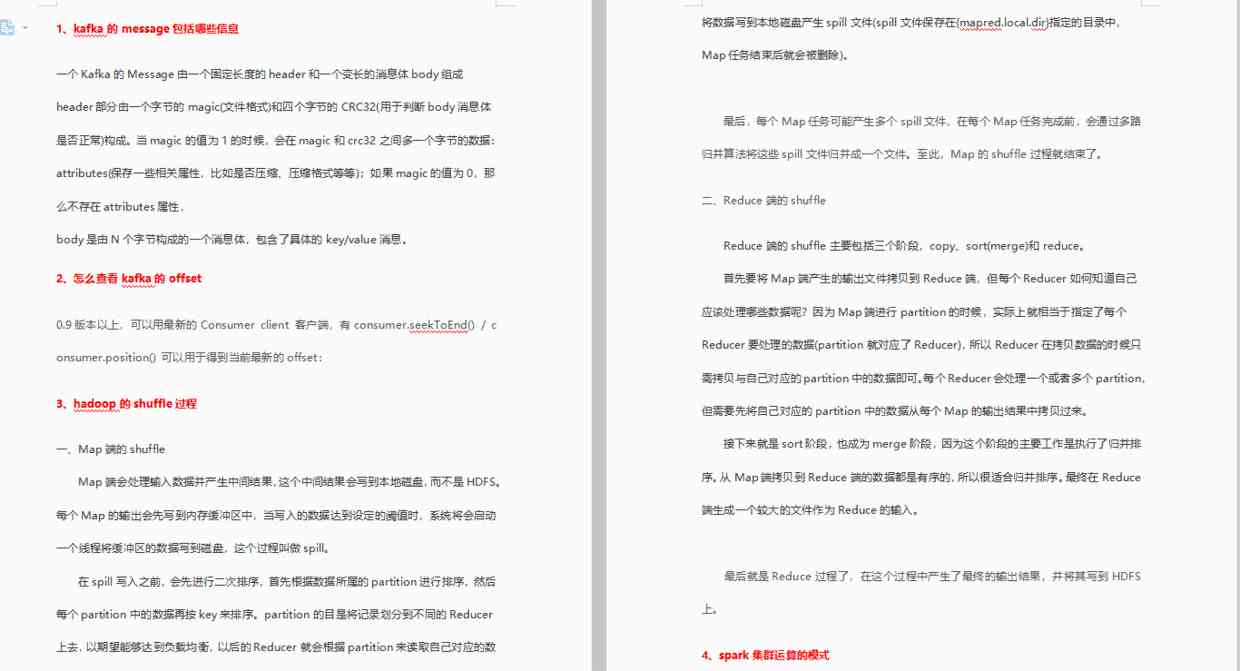 1、kafka 的 message 包括哪些信息
一个 Kafka 的 Message 由一个固定长度的 header 和一个变长的消息体 body 组成
header 部分由一个字节的 magic(文件格式)和四个字节的 CRC32(用于判断 body 消息体
是否正常)构成。当 magic 的值为 1 的时候，会在 magic 和 crc32 之间多一个字节的数据：
attributes(保存一些相关属性，比如是否压缩、压缩格式等等)；如果 magic 的值为 0，那
么不存在 attributes 属性，
body 是由 N 个字节构成的一个消息体，包含了具体的 key/value 消息。
2、怎么查看 kafka 的 offset
0.9 版本以上，可以用最新的 Consumer client 客户端，有 consumer.seekToEnd() / c
onsumer.position() 可以用于得到当前最新的 offset：
3、hadoop 的 shuffle 过程
一、Map 端的 shuffle
Map 端会处理输入数据并产生中间结果，这个中间结果会写到本地磁盘，而不是 HDFS。
每个 Map 的输出会先写到内存缓冲区中，当写入的数据达到设定的阈值时，系统将会启动
一个线程将缓冲区的数据写到磁盘，这个过程叫做 spill。
在 spill 写入之前，会先进行二次排序，首先根据数据所属的 partition 进行排序，然后
每个 partition 中的数据再按 key 来排序。partition 的目是将记录划分到不同的 Reducer
上去，以期望能够达到负载均衡，以后的 Reducer 就会根据 partition 来读取自己对应的数
将数据写到本地磁盘产生 spill 文件(spill 文件保存在{mapred.local.dir}指定的目录中，
Map 任务结束后就会被删除)。
最后，每个 Map 任务可能产生多个 spill 文件，在每个 Map 任务完成前，会通过多路
归并算法将这些 spill 文件归并成一个文件。至此，Map 的 shuffle 过程就结束了。
二、Reduce 端的 shuffle
Reduce 端的 shuffle 主要包括三个阶段，copy、sort(merge)和 reduce。
首先要将 Map 端产生的输出文件拷贝到 Reduce 端，但每个 Reducer 如何知道自己
应该处理哪些数据呢？因为 Map 端进行 partition 的时候，实际上就相当于指定了每个
Reducer 要处理的数据(partition 就对应了 Reducer)，所以 Reducer 在拷贝数据的时候只
需拷贝与自己对应的 partition 中的数据即可。每个 Reducer 会处理一个或者多个 partition，
但需要先将自己对应的 partition 中的数据从每个 Map 的输出结果中拷贝过来。
接下来就是 sort 阶段，也成为 merge 阶段，因为这个阶段的主要工作是执行了归并排
序。从 Map 端拷贝到 Reduce 端的数据都是有序的，所以很适合归并排序。最终在 Reduce
端生成一个较大的文件作为 Reduce 的输入。
最后就是 Reduce 过程了，在这个过程中产生了最终的输出结果，并将其写到 HDFS
上。
4、spark 集群运算的模式